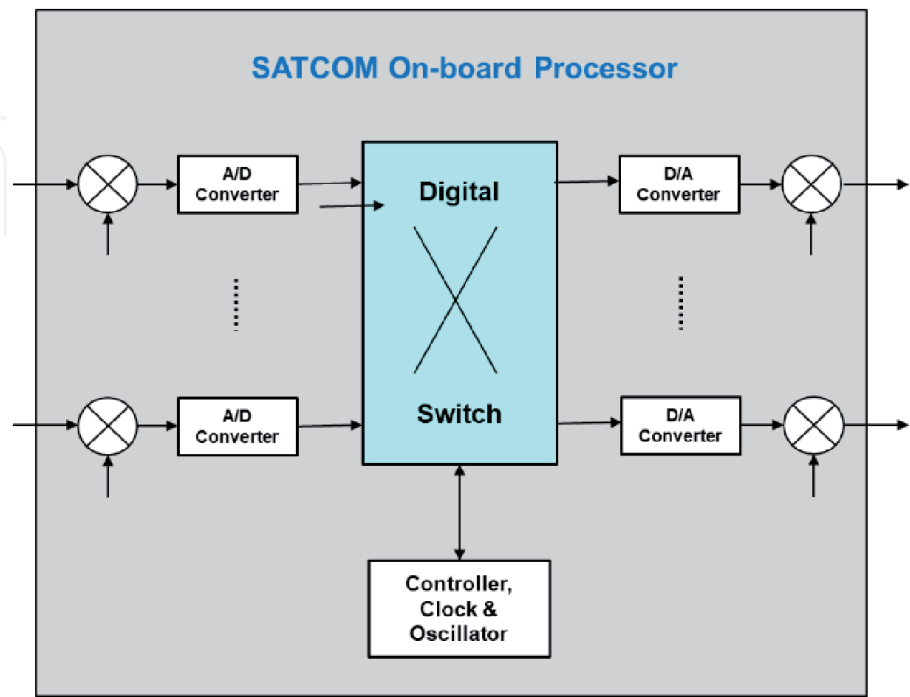 SATCOM On-board Processor
A/D
Converter
Digital
D/A
Converter
A/D
Converter
Switch
D/A
Converter
Controller,
Clock &
Oscillator